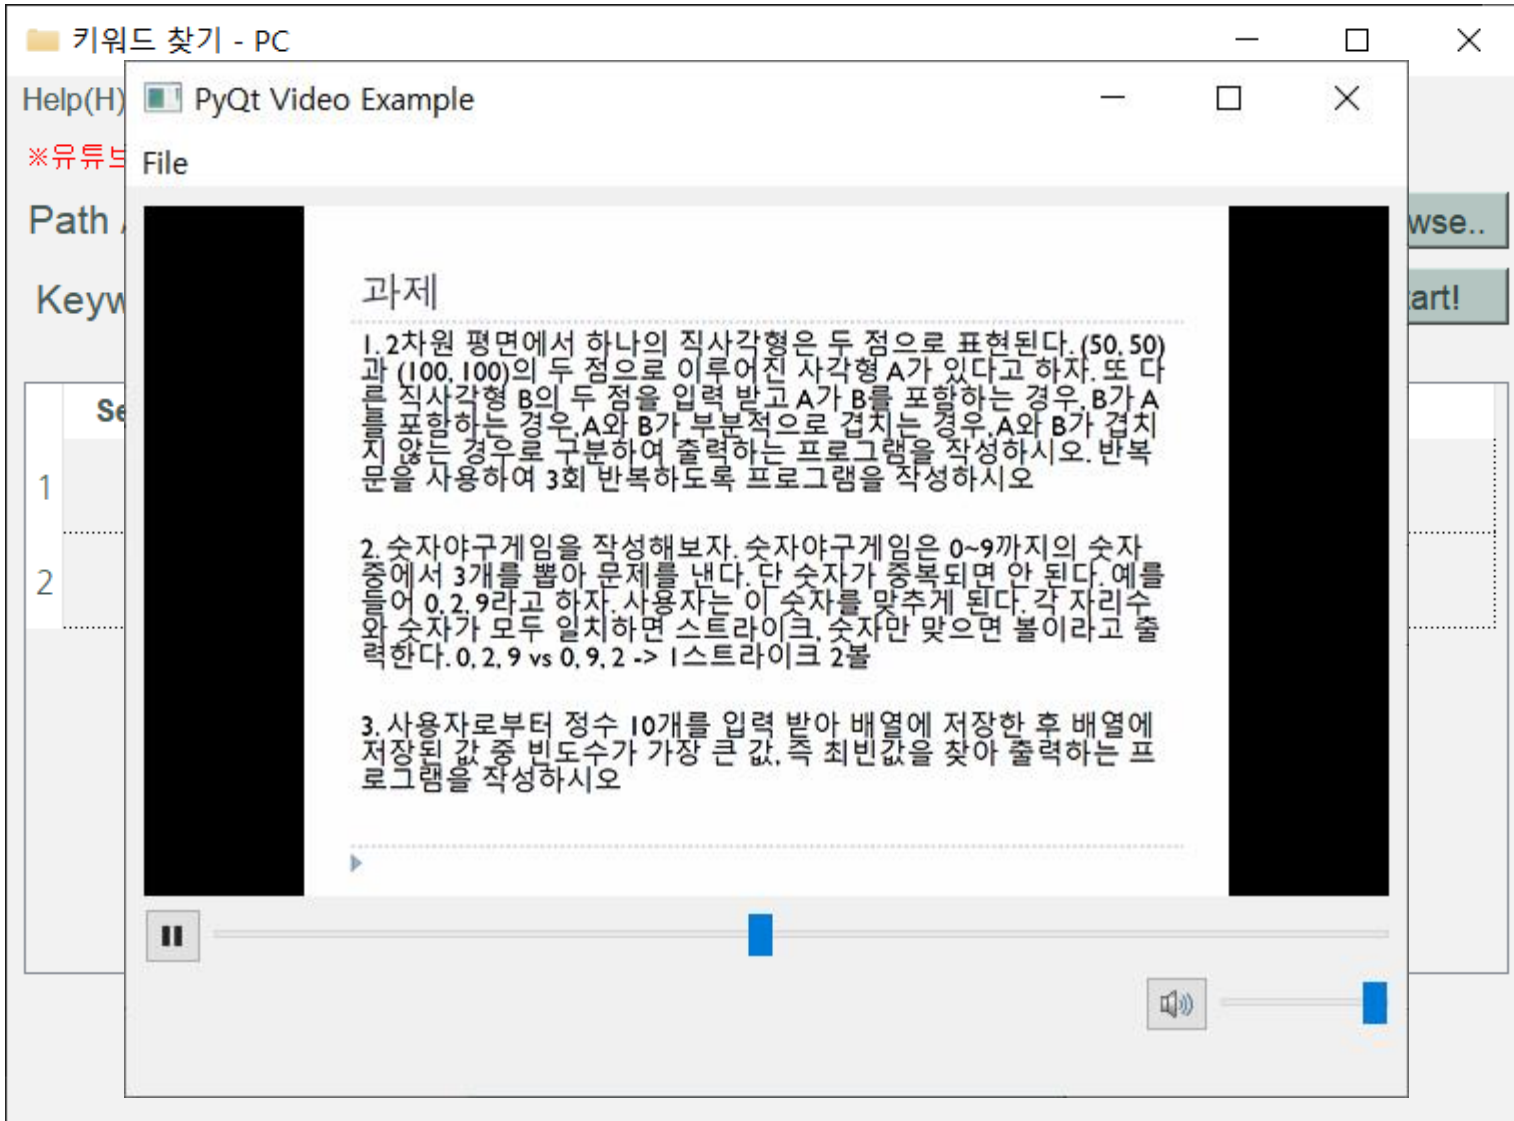 키워드 찾기 - PC
Help(H)
PyQt Video Example
※유튜브
File
Path
wse..
Keyw
art!
Se
1
2
과제
1. 2차원 평면에서 하나의 직사각형은 두 점으로 표현된다. (50, 50)
과 (100, 100)의 두 점으로 이루어진 사각형 A가 있다고 하자. 또 다
른 직사각형 B의 두 점을 입력 받고 A가 B를 포함하는 경우, B가 A
를 포함하는 경우, A와 B가 부분적으로 겹치는 경우, A와 B가 겹치
지 않는 경우로 구분하여 출력하는 프로그램을 작성하시오. 반복
문을 사용하여 3회 반복하도록 프로그램을 작성하시오
2. 숫자야구게임을 작성해보자. 숫자야구게임은 0~9까지의 숫자
중에서 3개를 뽑아 문제를 낸다. 단 숫자가 중복되면 안 된다. 예를
들어 0, 2, 9라고 하자. 사용자는 이 숫자를 맞추게 된다. 각 자리수
와 숫자가 모두 일치하면 스트라이크, 숫자만 맞으면 볼이라고 출
력한다. 0, 2, 9 vs 0, 9, 2 -> 1스트라이크 2볼
3. 사용자로부터 정수 10개를 입력 받아 배열에 저장한 후 배열에
저장된 값 중 빈도수가 가장 큰 값, 즉 최빈값을 찾아 출력하는 프
로그램을 작성하시오